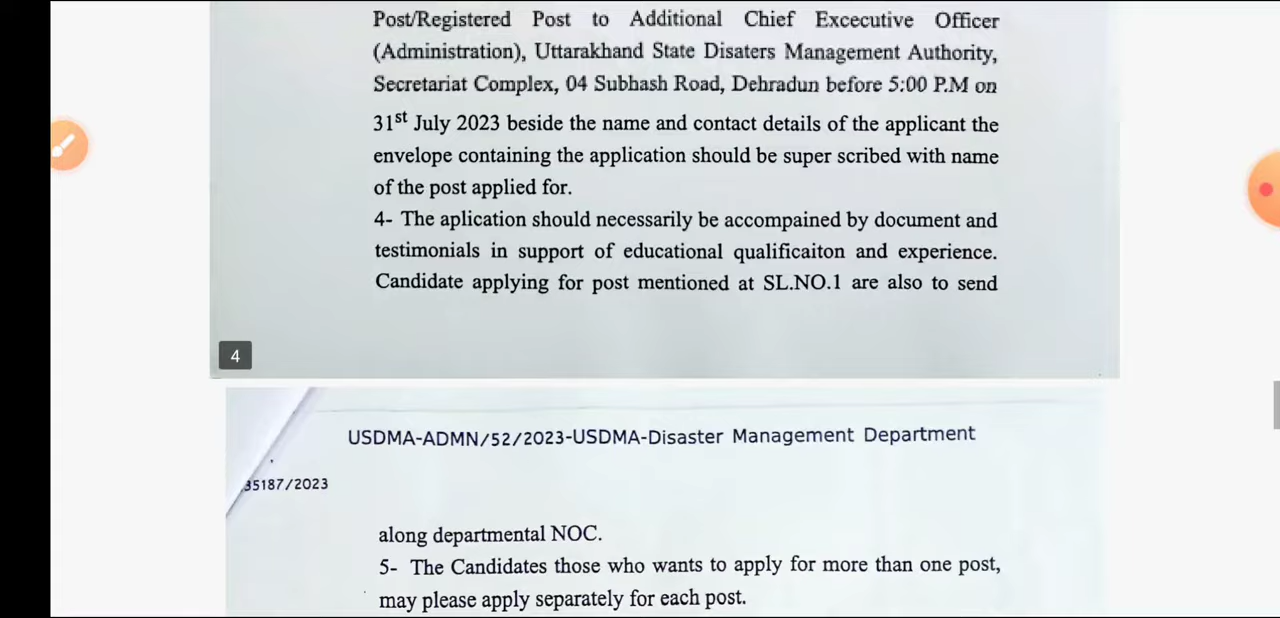 Post/Registered Post to Additional Chief Excecutive Officer
(Administration), Uttarakhand State Disaters Management Authority,
Secretariat Complex, 04 Subhash Road, Dehradun before 5:00 P.M on
31st July 2023 beside the name and contact details of the applicant the
envelope containing the application should be super scribed with name
of the post applied for.
4- The aplication should necessarily be accompained by document and
testimonials in support of educational qualificaiton and experience.
Candidate applying for post mentioned at SL.NO.1 are also to send
4
USDMA-ADMN/52/2023-USDMA-Disaster Management Department
35187/2023
along departmental NOC.
5- The Candidates those who wants to apply for more than one post,
may please apply separately for each post.